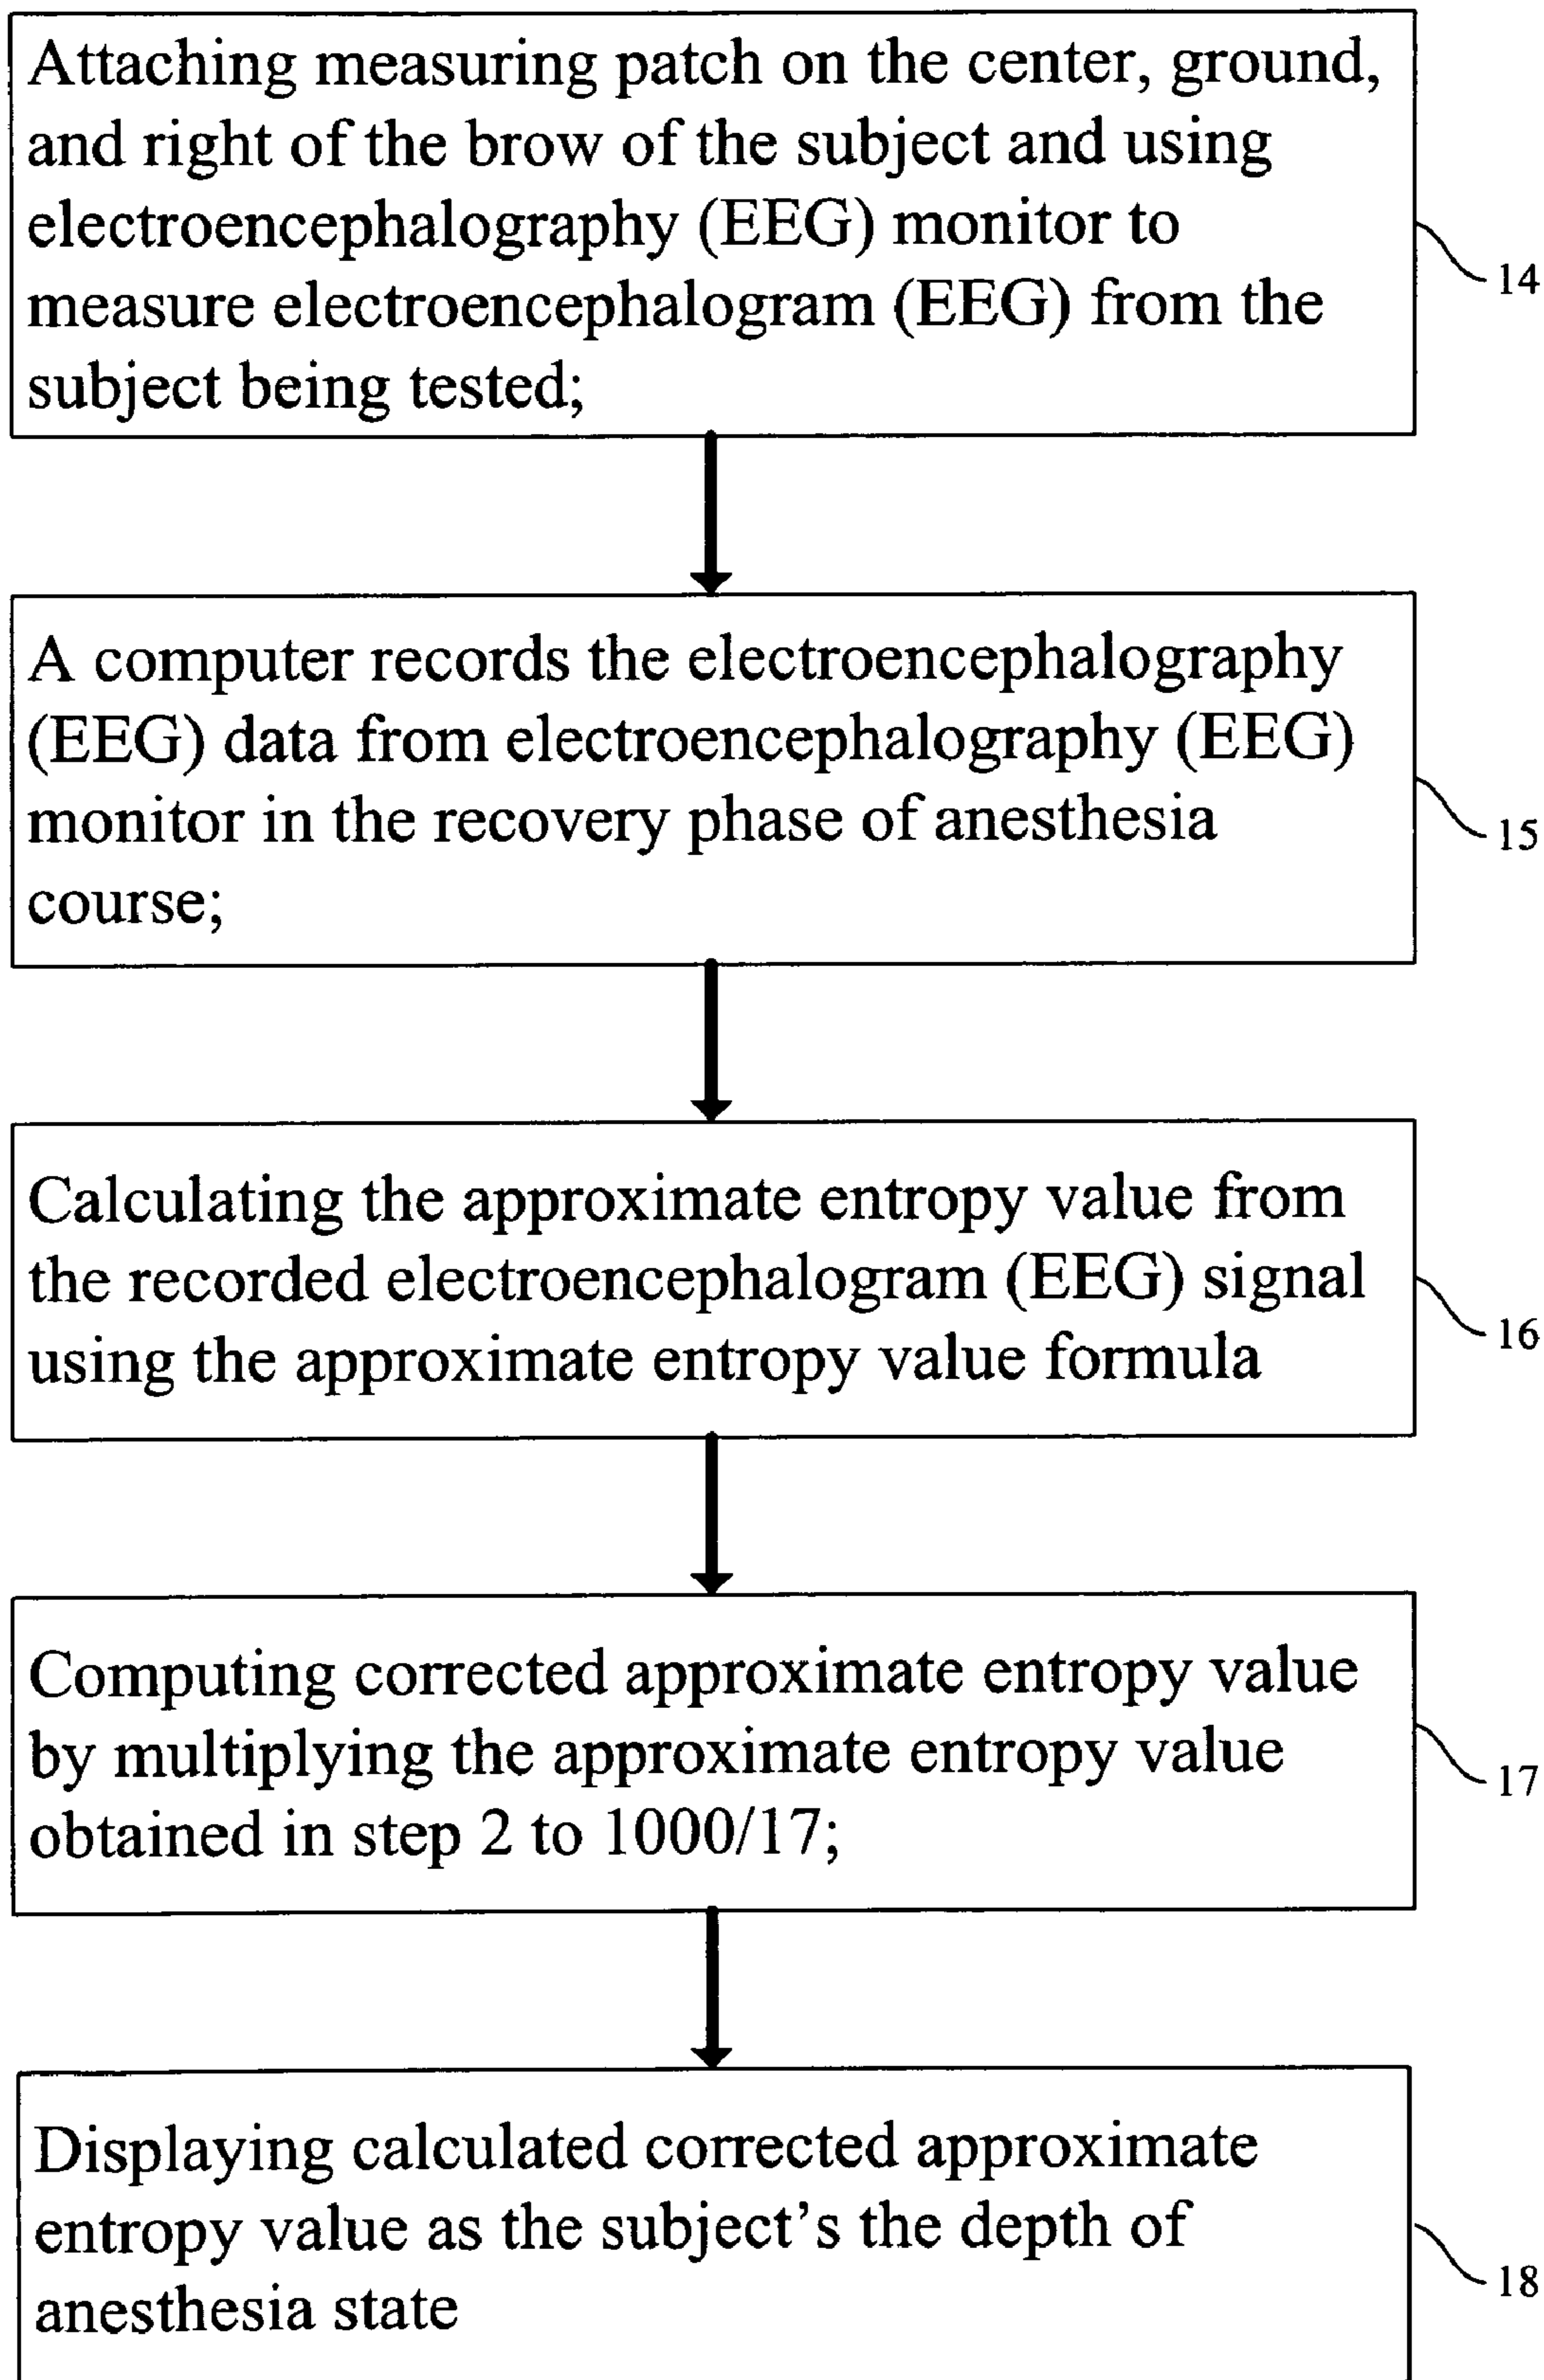 Attaching measuring patch on the center, ground,
and right of the brow of the subject and using
electroencephalography (EEG) monitor to
measure electroencephalogram (EEG) from the
subject being tested;
14
A computer records the electroencephalography
(EEG) data from electroencephalography (EEG)
monitor in the recovery phase of anesthesia
course;
15
Calculating the approximate entropy value from
the recorded electroencephalogram (EEG) signal
using the approximate entropy value formula
16
Computing corrected approximate entropy value
by multiplying the approximate entropy value
obtained in step 2 to 1000/17;
17
Displaying calculated corrected approximate
entropy value as the subject’s the depth of
anesthesia state
18